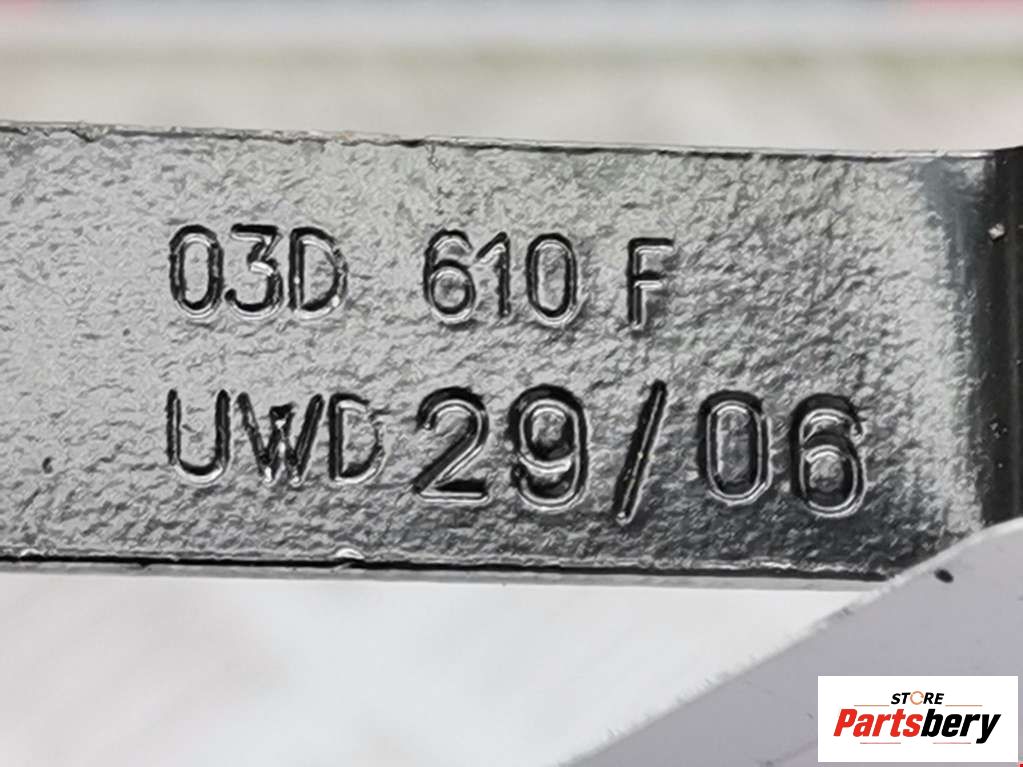 03D 610 F
UWD 29/06
STORE
Partsbery